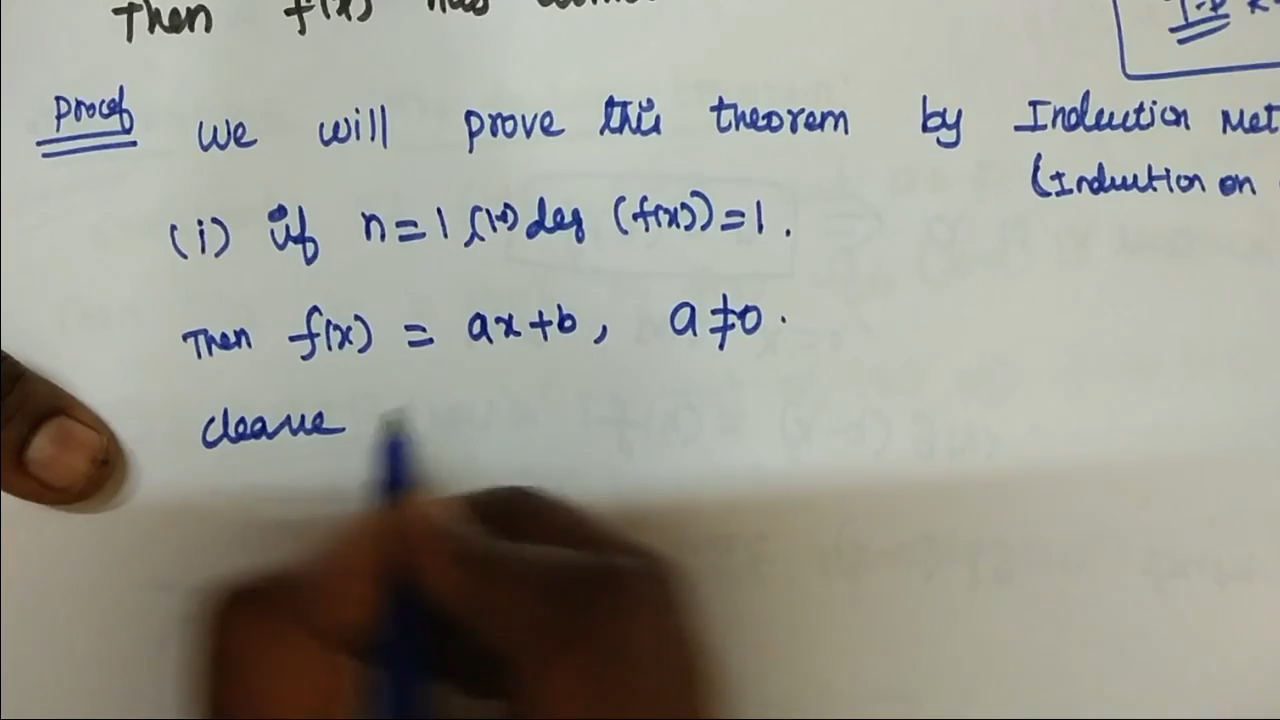 Then f(x) has
Proof we will prove this theorem by Induction Met
(Induction on
(i) if n=1, (i.e) deg (f(x))=1.
Then f(x) = ax+b, a≠0.